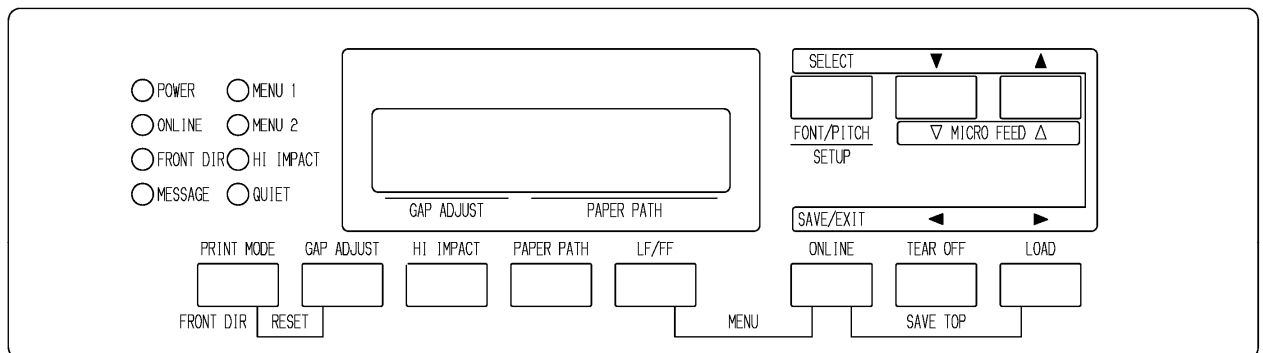 SELECT ▼ ▲
POWER MENU 1
ONLINE MENU 2
FRONT DIR HI IMPACT
MESSAGE QUIET
FONT/PITCH ▽ MICRO FEED △
SETUP
GAP ADJUST PAPER PATH
SAVE/EXIT ◀ ▶
PRINT MODE GAP ADJUST HI IMPACT PAPER PATH LF/FF ONLINE TEAR OFF LOAD
FRONT DIR RESET MENU SAVE TOP